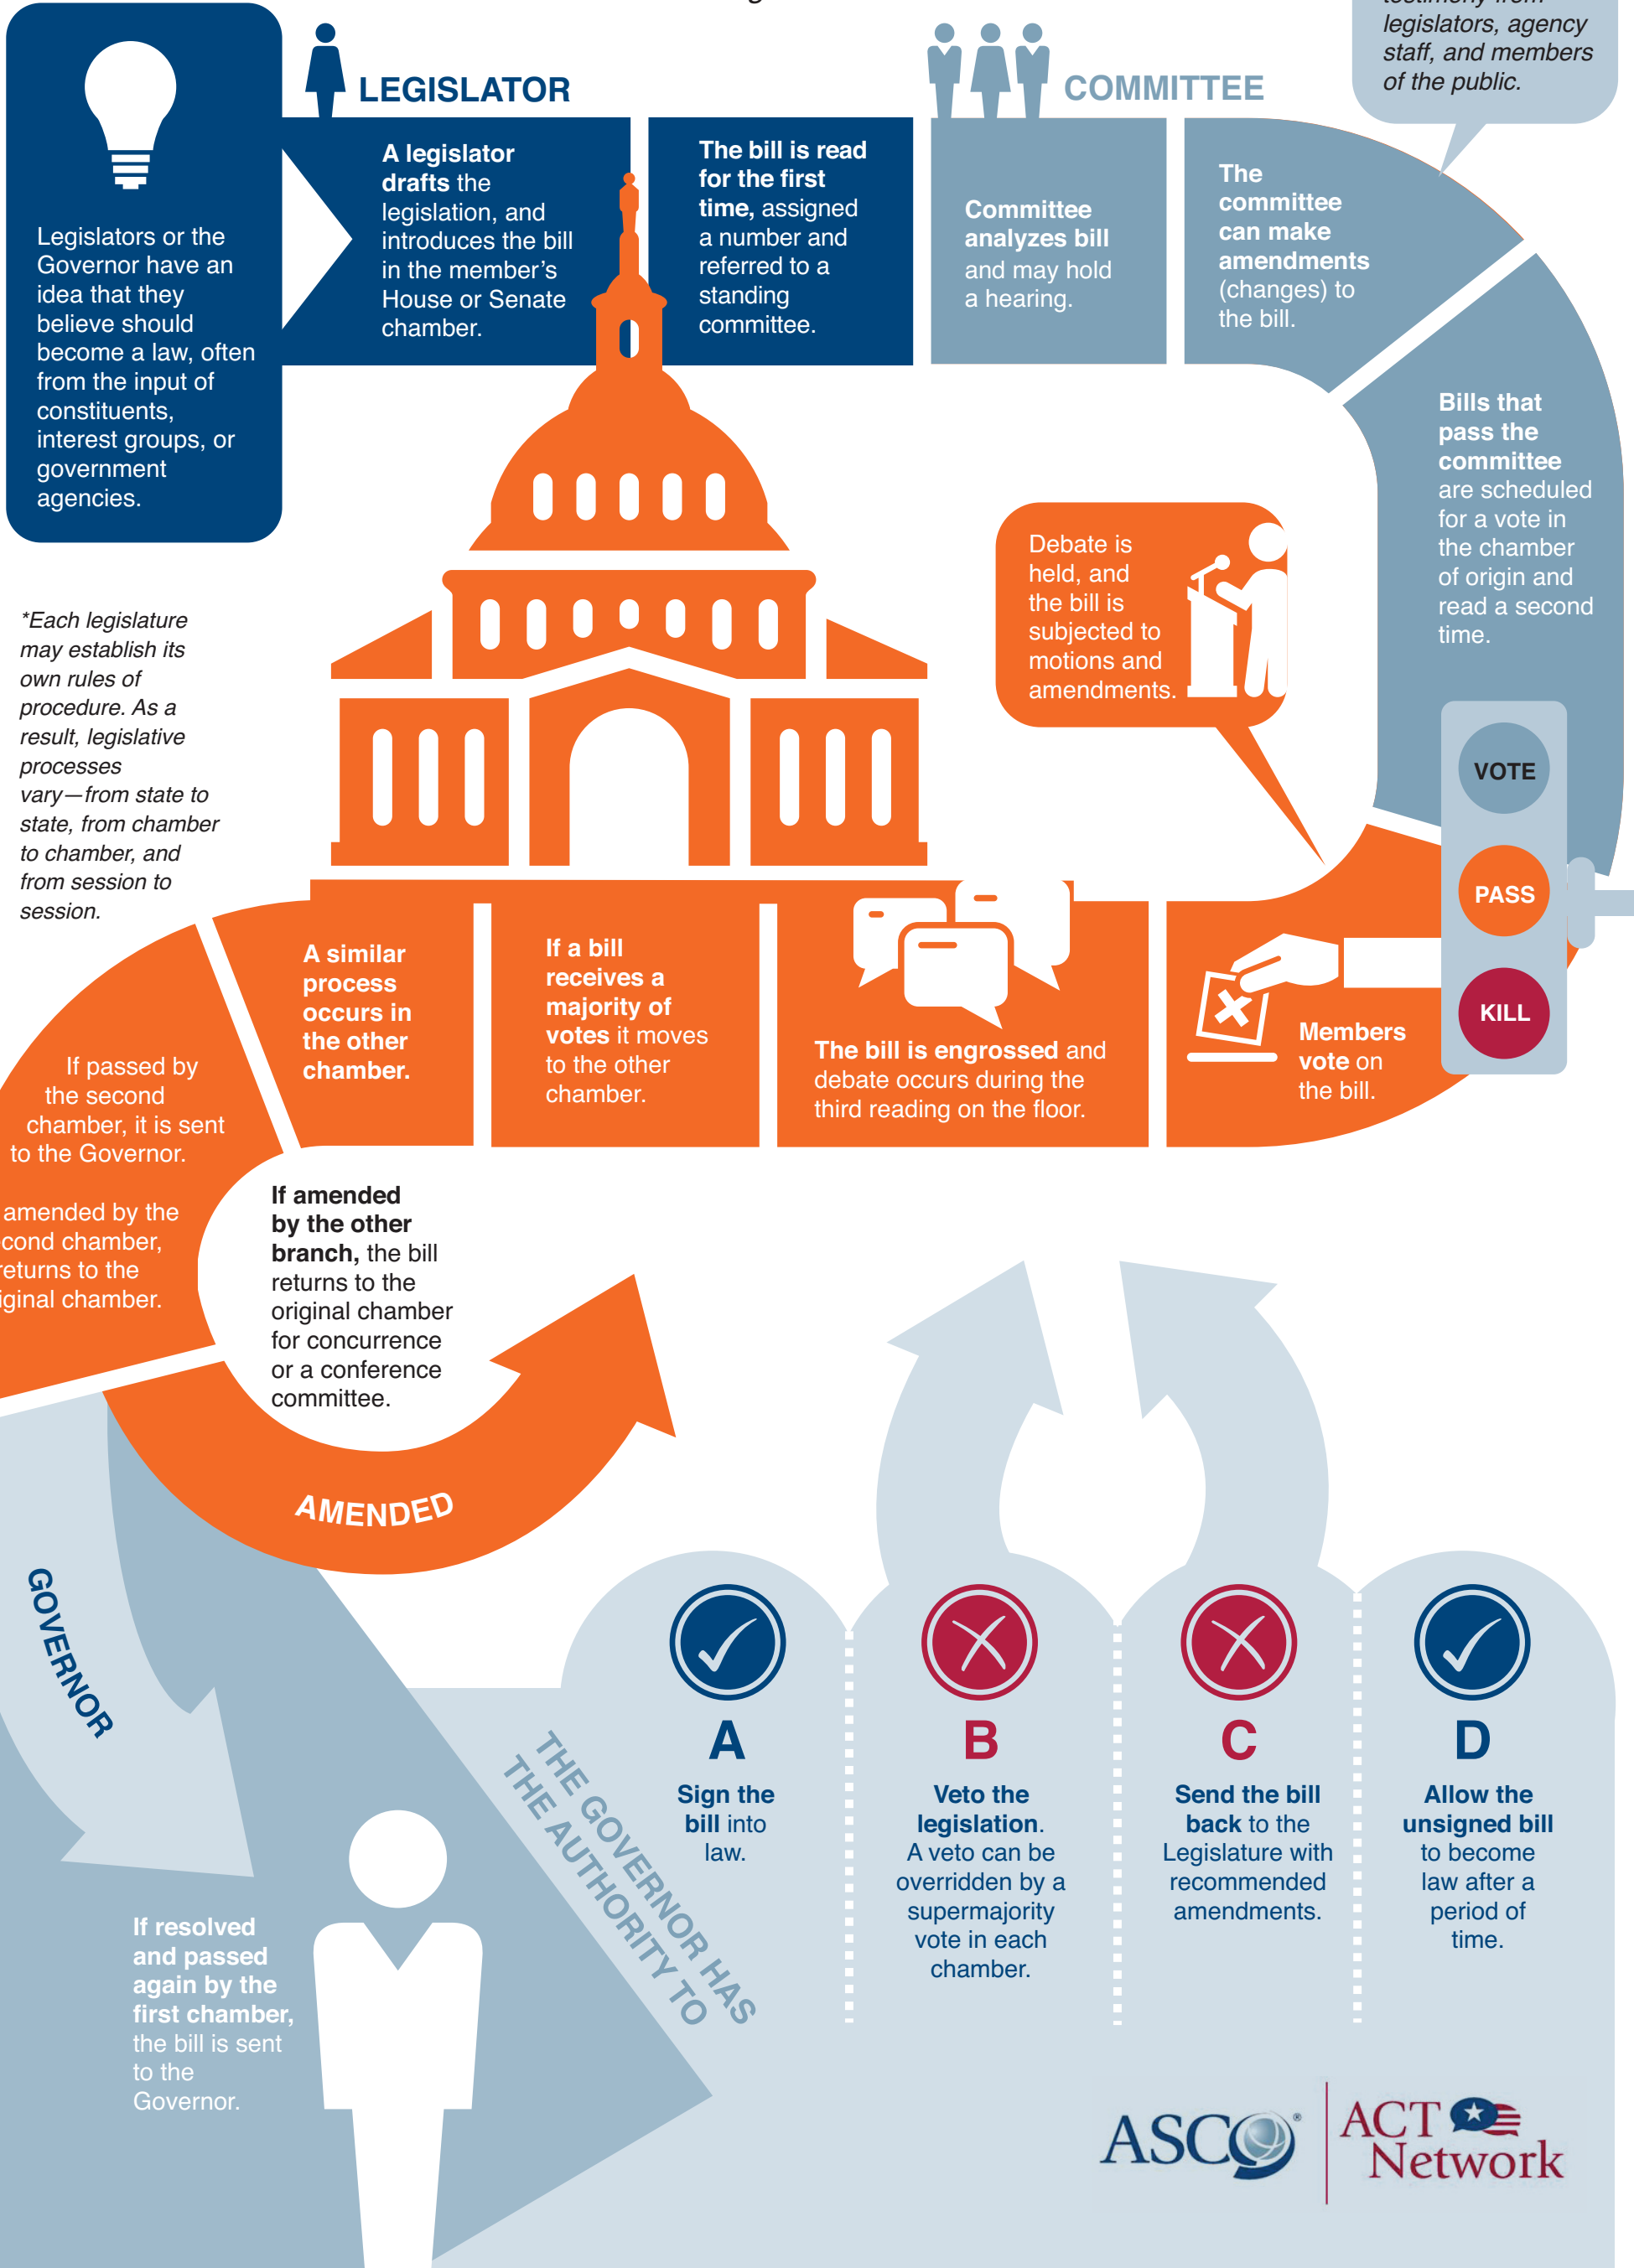 legislators, agency
staff, and members
of the public.
LEGISLATOR
COMMITTEE
Legislators or the
Governor have an
idea that they
believe should
become a law, often
from the input of
constituents,
interest groups, or
government
agencies.
A legislator
drafts the
legislation, and
introduces the bill
in the member's
House or Senate
chamber.
The bill is read
for the first
time, assigned
a number and
referred to a
standing
committee.
Committee
analyzes bill
and may hold
a hearing.
The
committee
can make
amendments
(changes) to
the bill.
Bills that
pass the
committee
are scheduled
for a vote in
the chamber
of origin and
read a second
time.
Debate is
held, and
the bill is
subjected to
motions and
amendments.
*Each legislature
may establish its
own rules of
procedure. As a
result, legislative
processes
vary—from state to
state, from chamber
to chamber, and
from session to
session.
VOTE
PASS
KILL
Members
vote on
the bill.
The bill is engrossed and
debate occurs during the
third reading on the floor.
If a bill
receives a
majority of
votes it moves
to the other
chamber.
A similar
process
occurs in
the other
chamber.
If passed by
the second
chamber, it is sent
to the Governor.
amended by the
cond chamber,
returns to the
iginal chamber.
If amended
by the other
branch, the bill
returns to the
original chamber
for concurrence
or a conference
committee.
AMENDED
GOVERNOR
If resolved
and passed
again by the
first chamber,
the bill is sent
to the
Governor.
THE GOVERNOR HAS
THE AUTHORITY TO
A
Sign the
bill into
law.
B
Veto the
legislation.
A veto can be
overridden by a
supermajority
vote in each
chamber.
C
Send the bill
back to the
Legislature with
recommended
amendments.
D
Allow the
unsigned bill
to become
law after a
period of
time.
ASCO®
ACT
Network